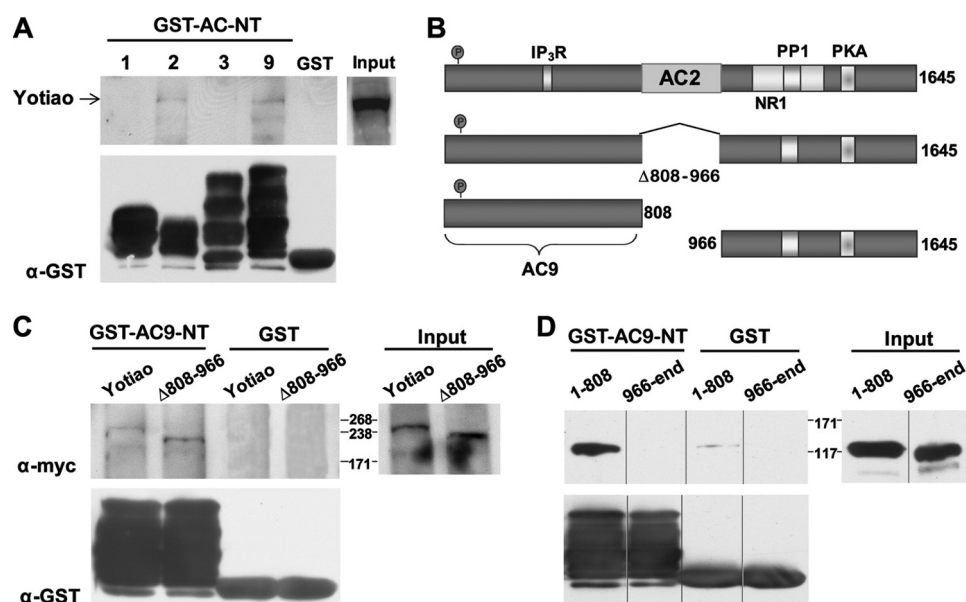 A
GST-AC-NT
1 2 3 9 GST Input
Yotiao
α-GST
B
P
IP3R PP1 PKA
AC2
1645
NR1
P
1645
Δ808-966
P
808
966
1645
AC9
C
GST-AC9-NT GST Input
Yotiao Δ808-966 Yotiao Δ808-966 Yotiao Δ808-966
268
238
171
α-myc
α-GST
D
GST-AC9-NT GST Input
1-808 966-end 1-808 966-end 1-808 966-end
171
117